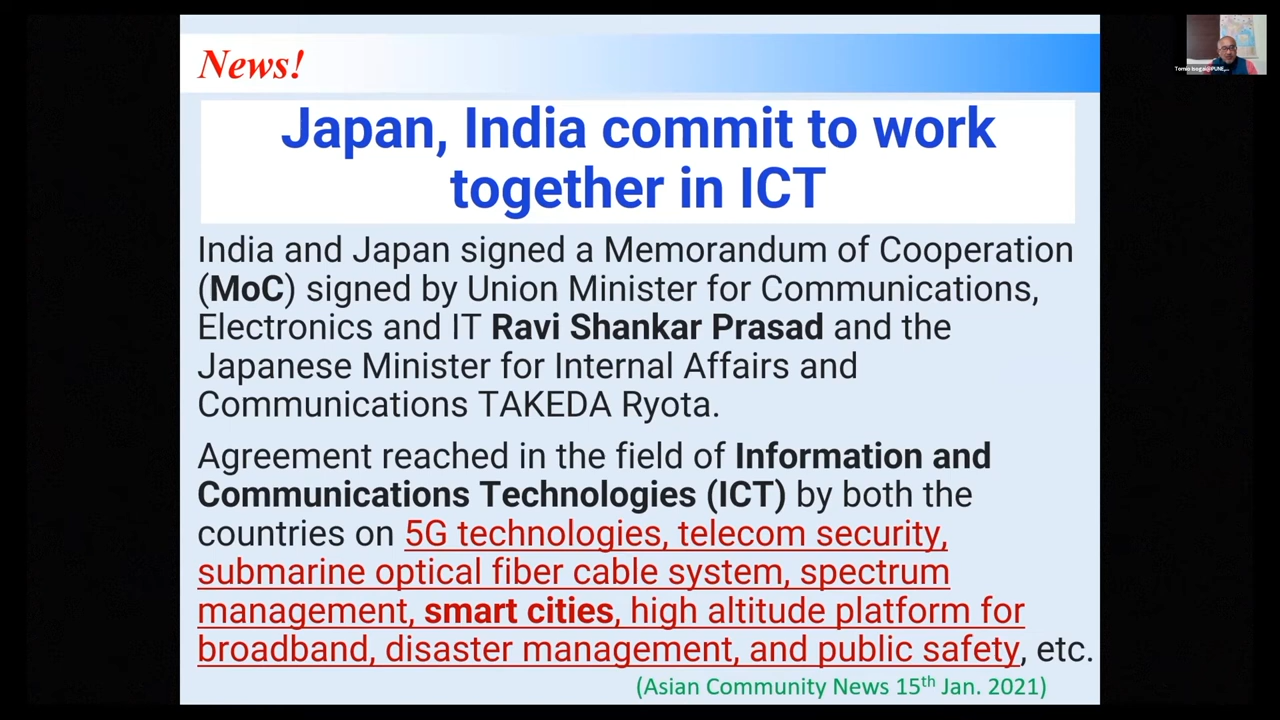 News!
Japan, India commit to work
together in ICT
India and Japan signed a Memorandum of Cooperation
(MoC) signed by Union Minister for Communications,
Electronics and IT Ravi Shankar Prasad and the
Japanese Minister for Internal Affairs and
Communications TAKEDA Ryota.
Agreement reached in the field of Information and
Communications Technologies (ICT) by both the
countries on 5G technologies, telecom security,
submarine optical fiber cable system, spectrum
management, smart cities, high altitude platform for
broadband, disaster management, and public safety, etc.
(Asian Community News 15th Jan. 2021)